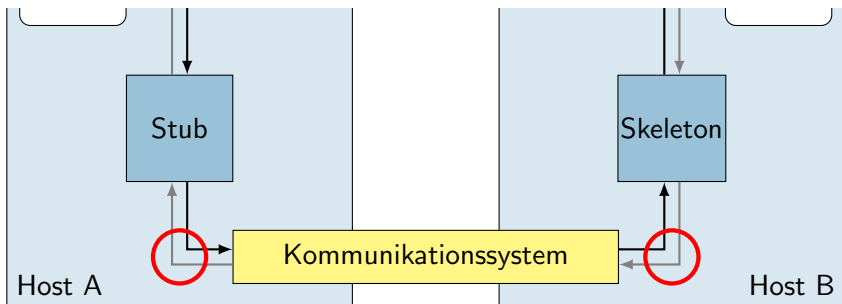 Stub
Skeleton
Kommunikationssystem
Host A
Host B